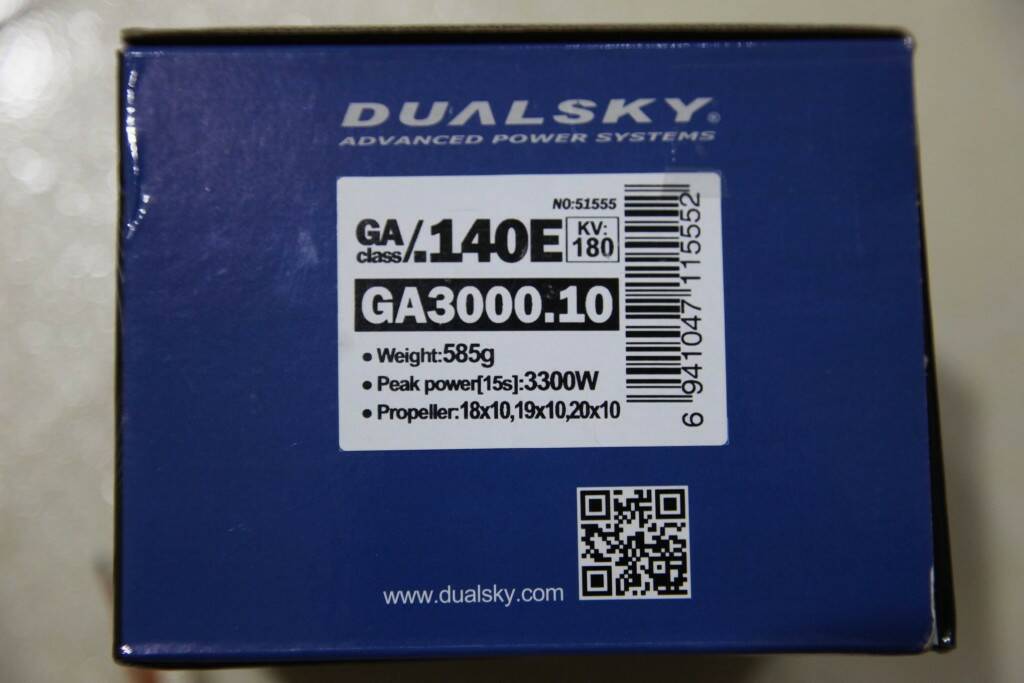 DUALSKY®
ADVANCED POWER SYSTEMS
NO:51555
GA class/.140E KV: 180
GA3000.10
• Weight:585g
• Peak power[15s]:3300W
• Propeller:18x10,19x10,20x10
6 941047 115552
www.dualsky.com